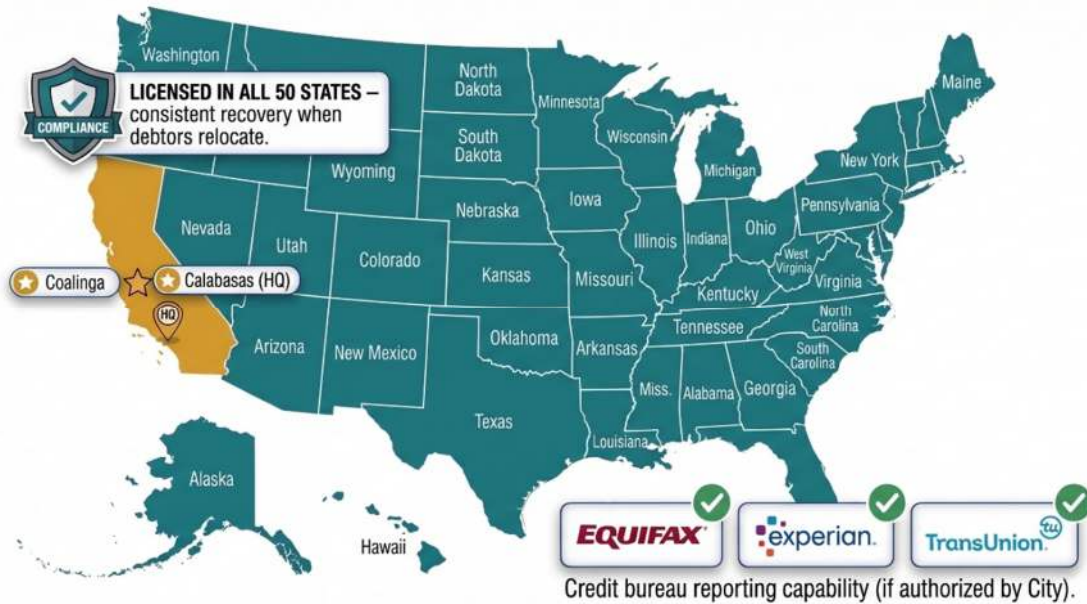 Washington
North
Dakota
Minnesota
Maine
COMPLIANCE
LICENSED IN ALL 50 STATES –
consistent recovery when
debtors relocate.
South
Dakota
Wisconsin
Michigan
New York
Wyoming
Nebraska
Iowa
Pennsylvania
Nevada
Utah
Colorado
Illinois
Indiana
Ohio
West
Virginia
Virginia
Kansas
Missouri
Kentucky
Coalinga
Calabasas (HQ)
HQ
North
Carolina
Tennessee
Arizona
New Mexico
Oklahoma
Arkansas
South
Carolina
Miss.
Alabama
Georgia
Texas
Louisiana
Alaska
Hawaii
EQUIFAX
experian.
TransUnion.
tu
Credit bureau reporting capability (if authorized by City).